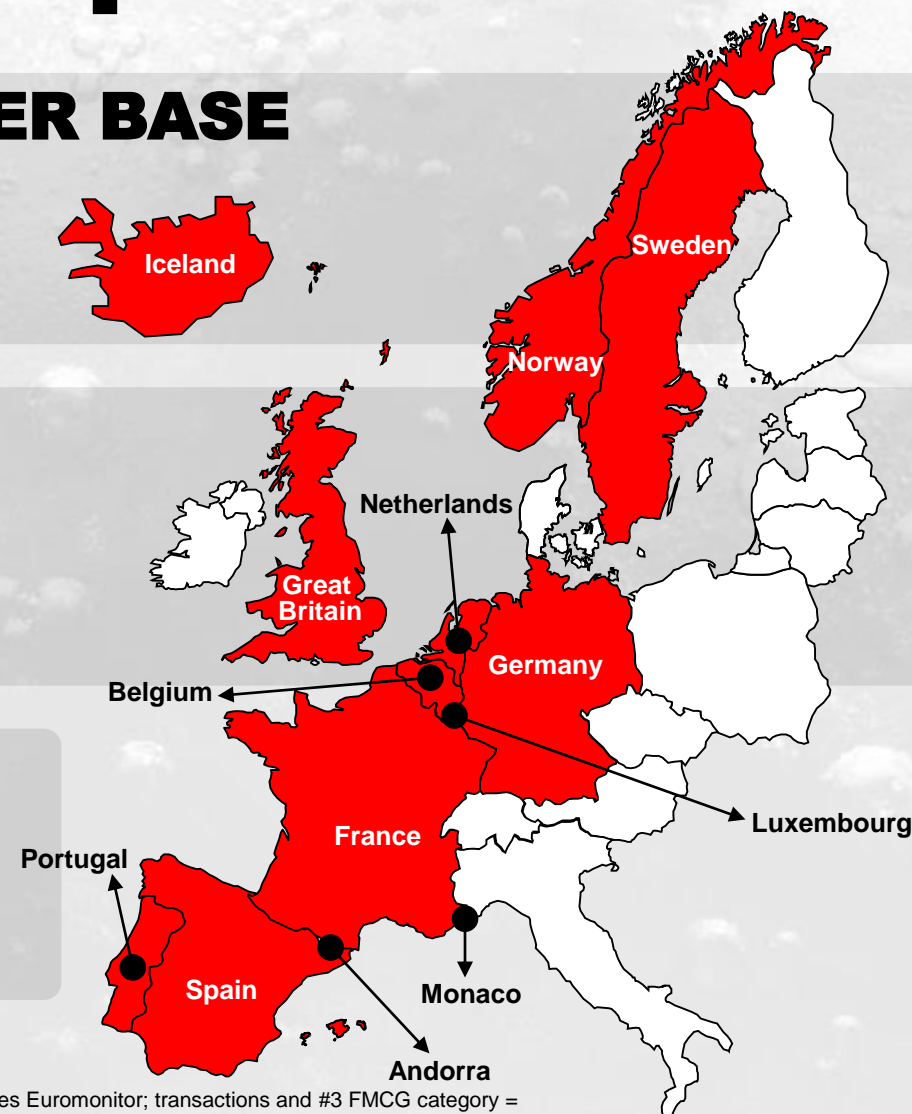 ER BASE
Iceland
Sweden
Norway
Netherlands
Great
Britain
Germany
Belgium
Luxembourg
France
Portugal
Spain
Monaco
Andorra
es Euromonitor; transactions and #3 FMCG category =